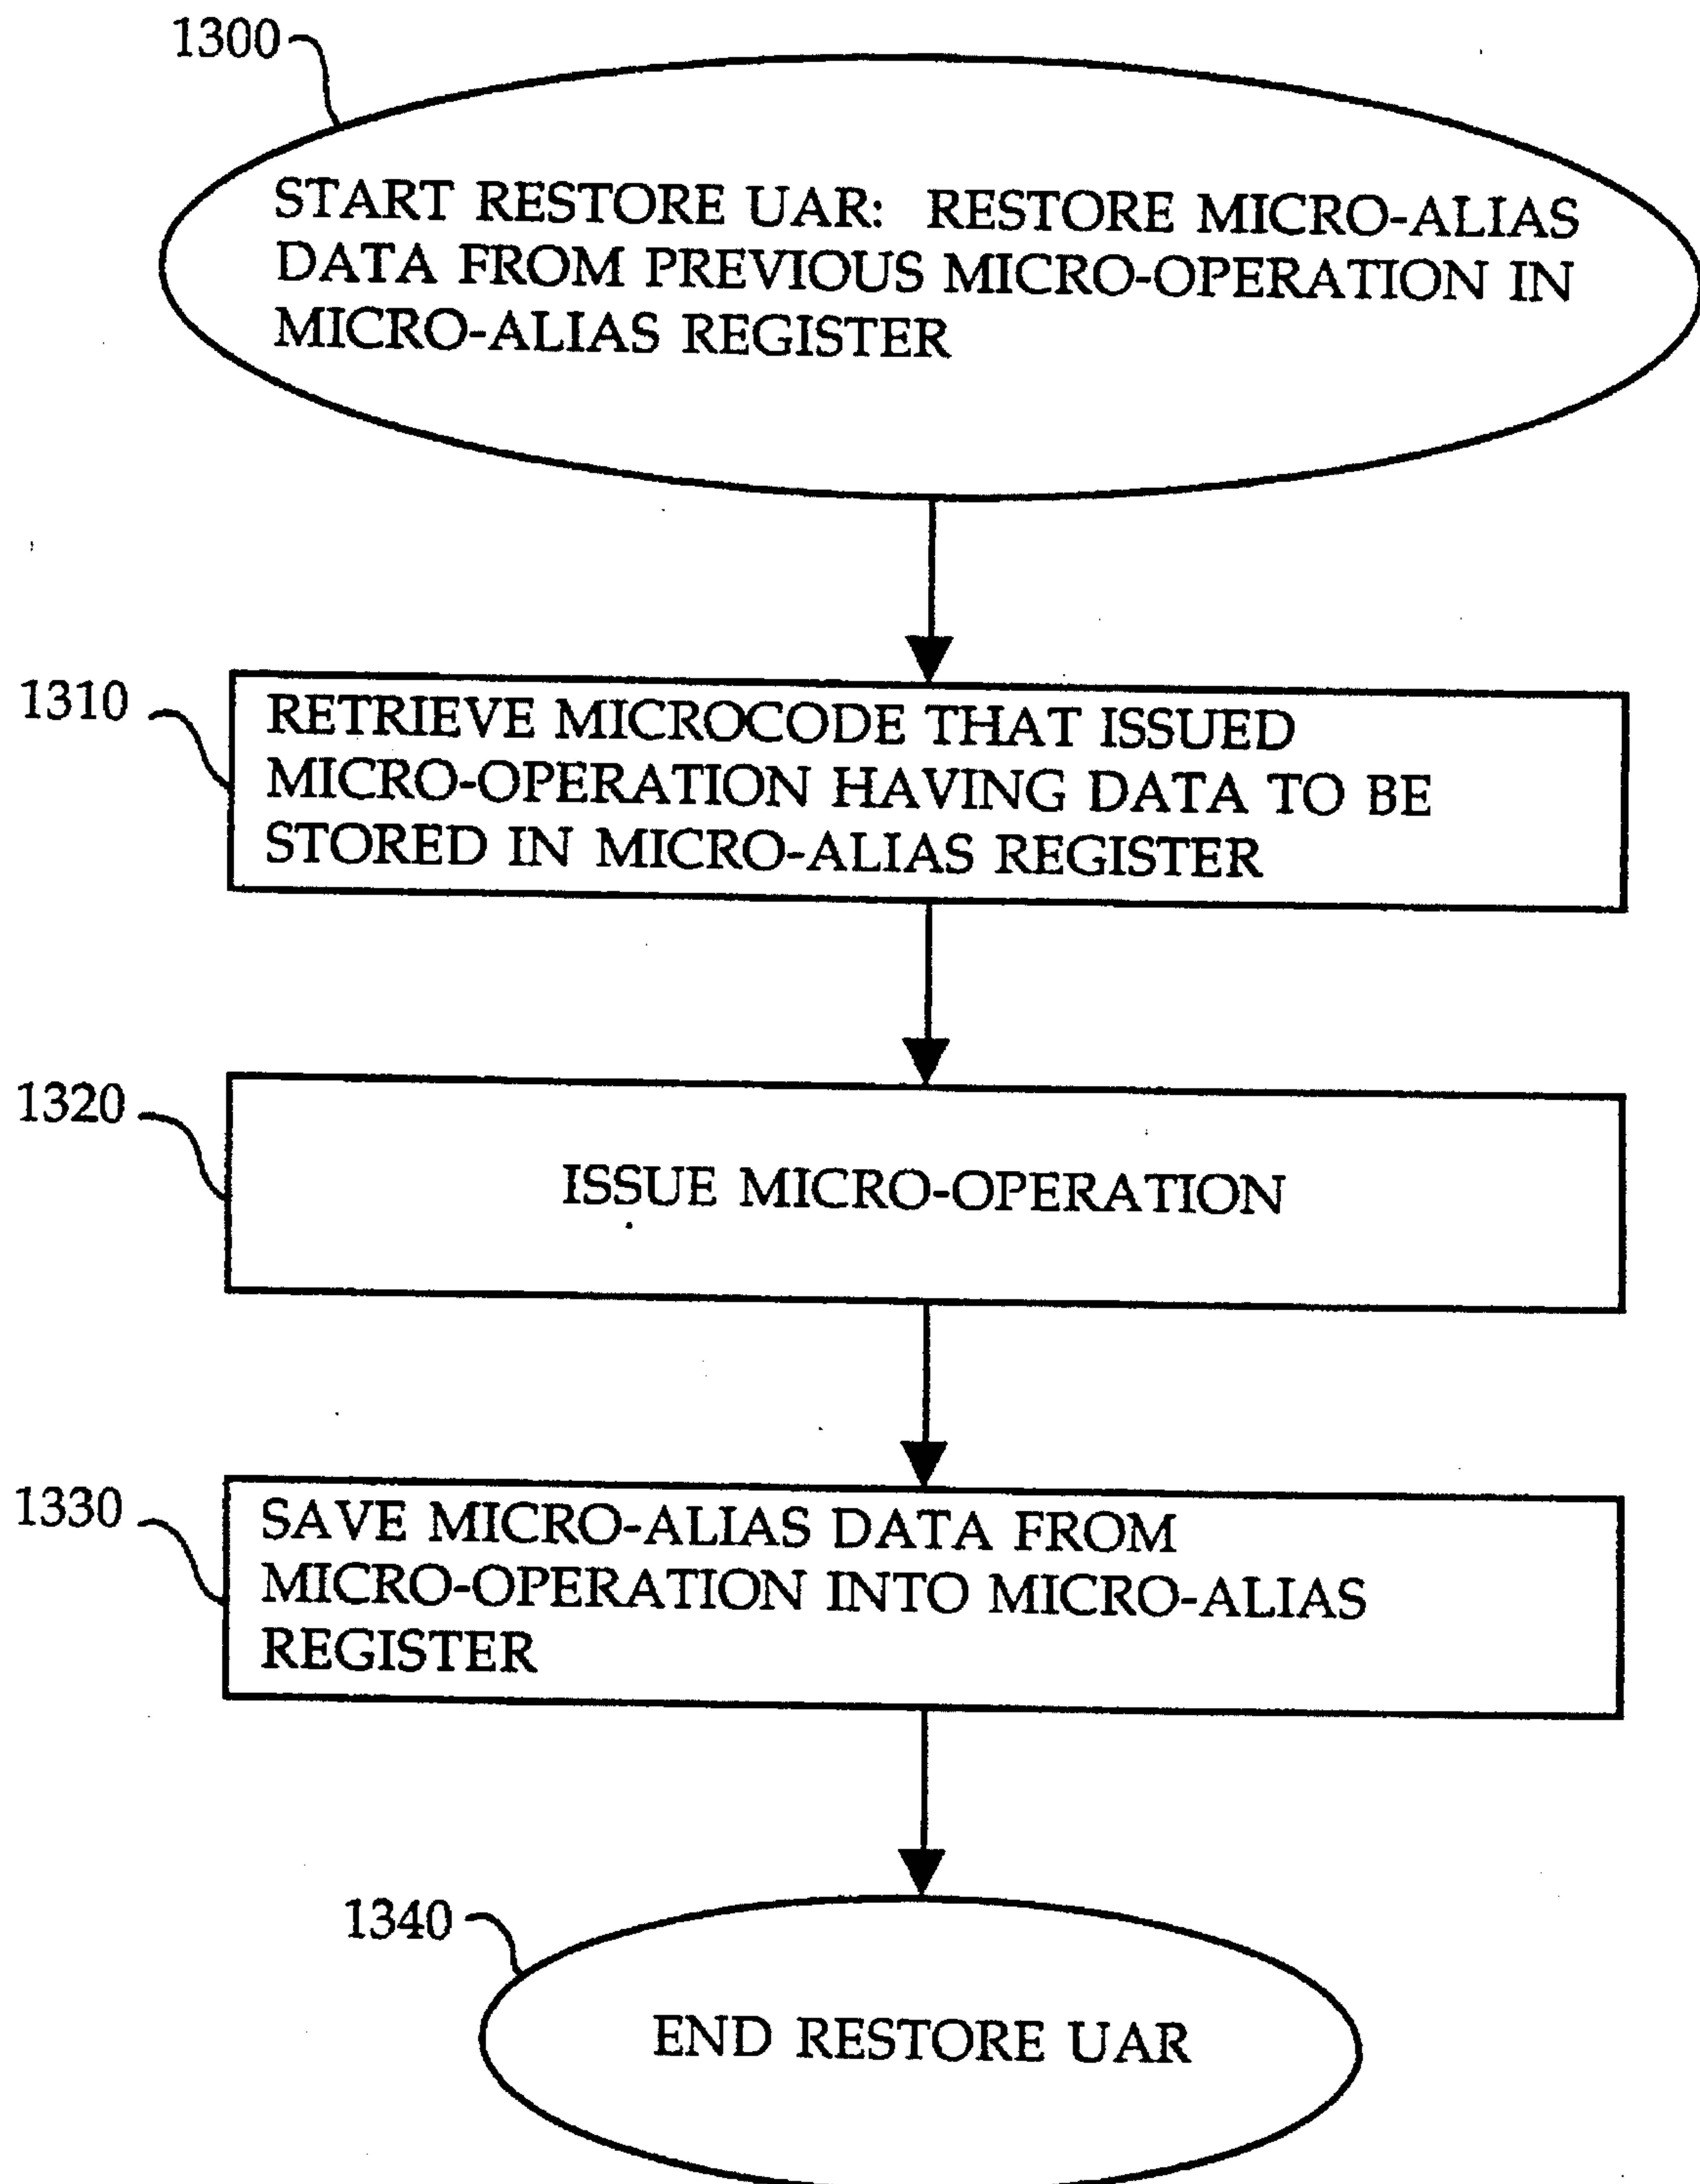 1300
START RESTORE UAR: RESTORE MICRO-ALIAS
DATA FROM PREVIOUS MICRO-OPERATION IN
MICRO-ALIAS REGISTER
1310
RETRIEVE MICROCODE THAT ISSUED
MICRO-OPERATION HAVING DATA TO BE
STORED IN MICRO-ALIAS REGISTER
1320
ISSUE MICRO-OPERATION
1330
SAVE MICRO-ALIAS DATA FROM
MICRO-OPERATION INTO MICRO-ALIAS
REGISTER
1340
END RESTORE UAR